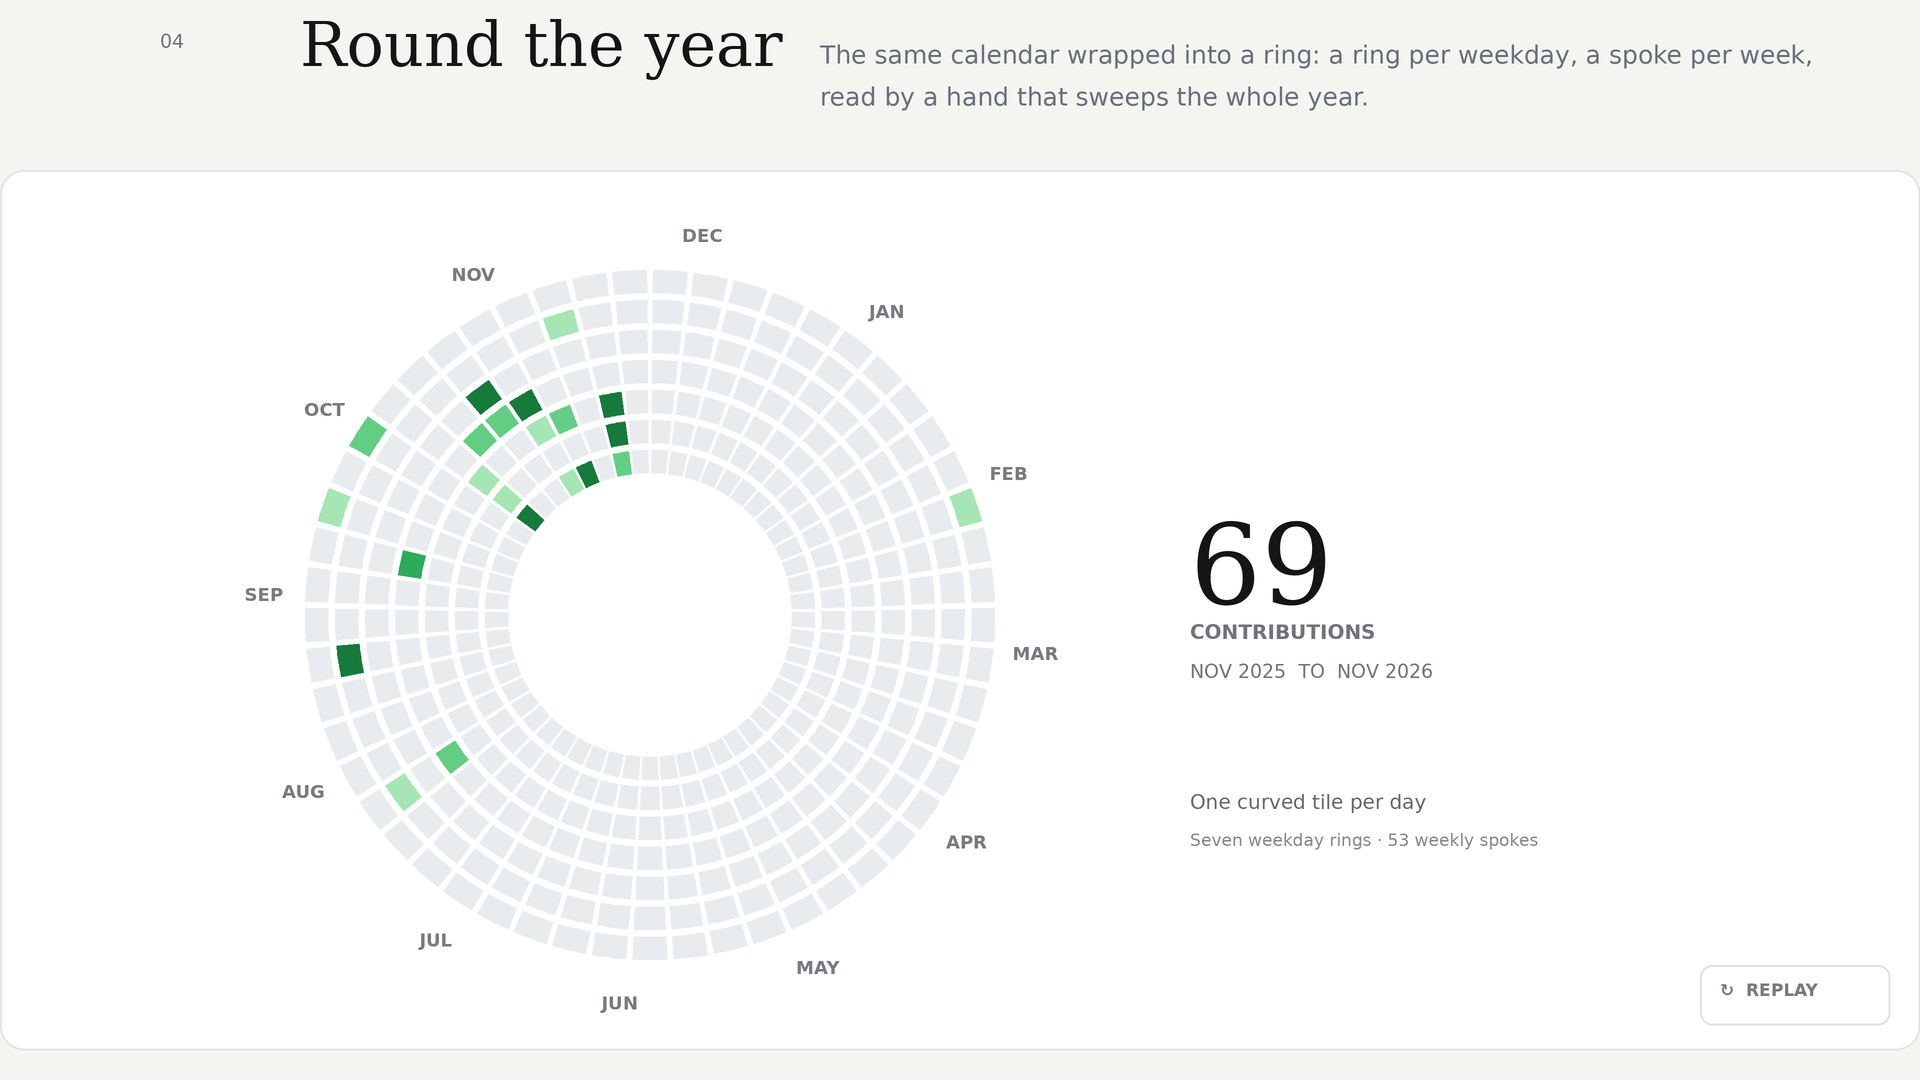 04
Round the year
The same calendar wrapped into a ring: a ring per weekday, a spoke per week,
read by a hand that sweeps the whole year.
DEC
NOV
JAN
OCT
FEB
SEP
MAR
AUG
APR
JUL
MAY
JUN
69
CONTRIBUTIONS
NOV 2025 TO NOV 2026
One curved tile per day
Seven weekday rings · 53 weekly spokes
↻ REPLAY